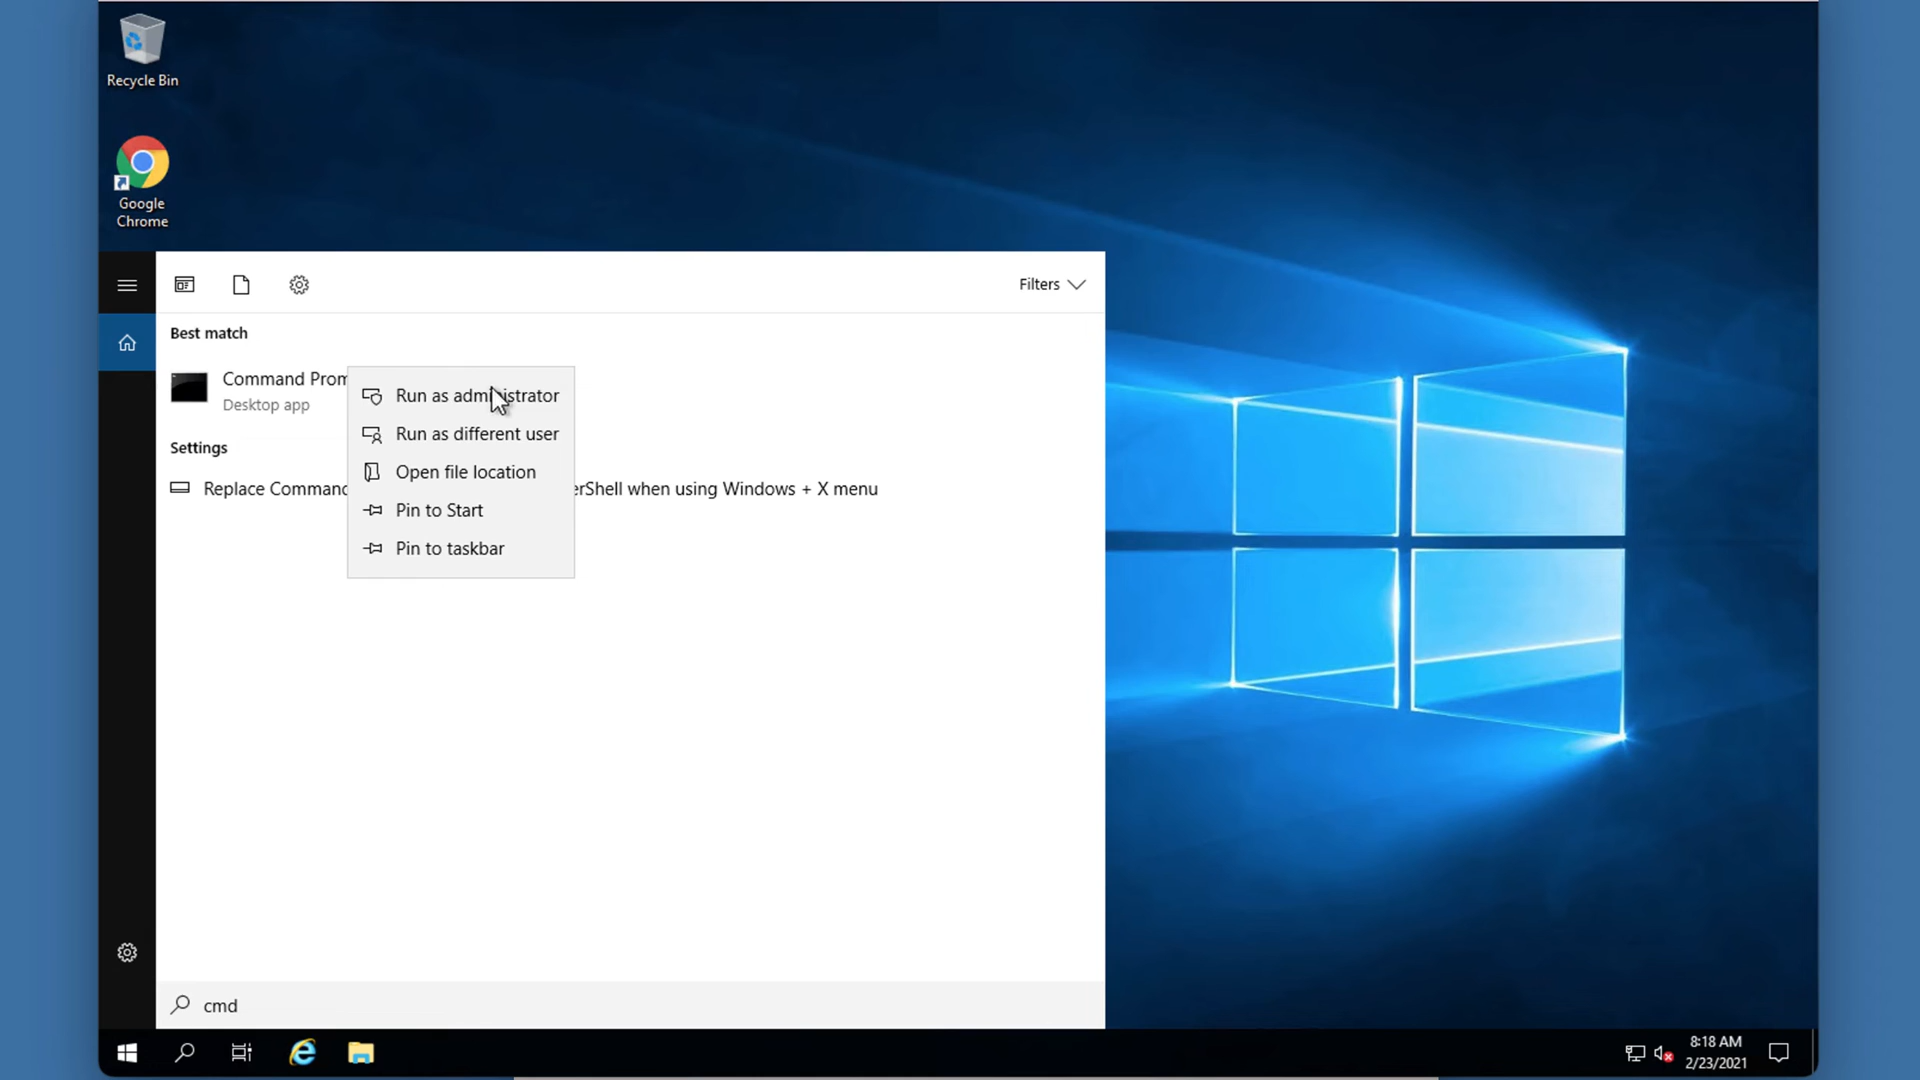 Recycle Bin
Google
Chrome
Filters
Best match
Command Prom
Desktop app
Run as administrator
Run as different user
Settings
Open file location
Replace Command
erShell when using Windows + X menu
Pin to Start
Pin to taskbar
cmd
8:18 AM
2/23/2021